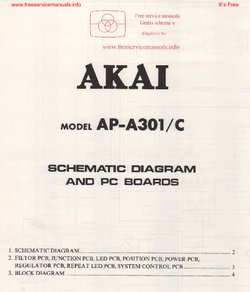 www.freeservicemanuals.info
It's Free
Free service manuals
Gratis schema's
Digitized by
www.freeservicemanuals.info
AKAI
MODEL AP-A301/C
SCHEMATIC DIAGRAM
AND PC BOARDS
1. SCHEMATIC DIAGRAM 2
2. FILTOR PCB, JUNCTION PCB, LED PCB, POSITION PCB, POWER PCB,
REGULATOR PCB, REPEAT LED PCB, SYSTEM CONTROL PCB 3
3. BLOCK DIAGRAM 4